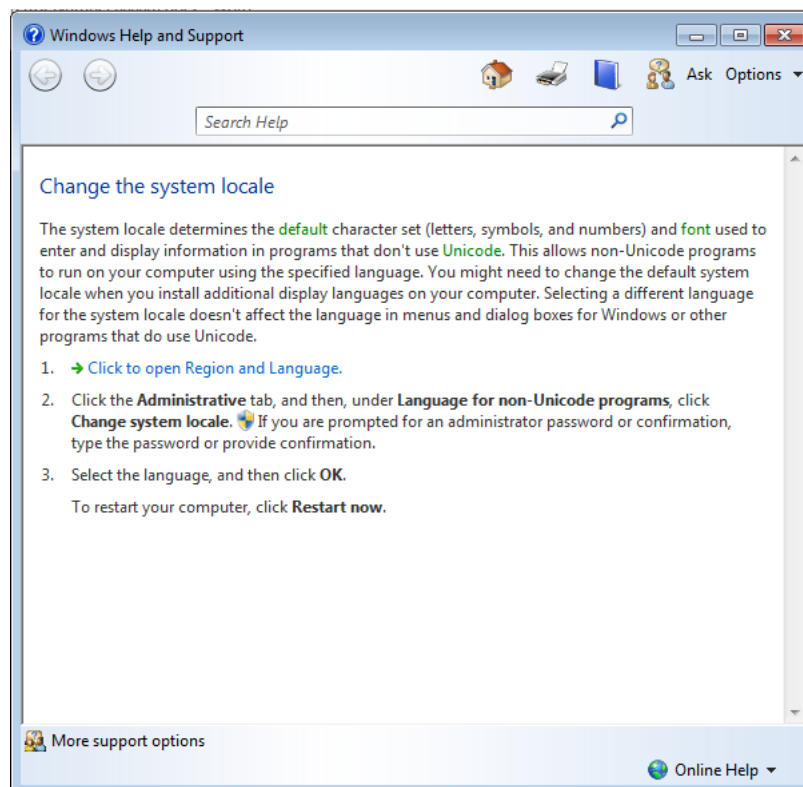 Windows Help and Support
Ask Options
Search Help
Change the system locale
The system locale determines the default character set (letters, symbols, and numbers) and font used to
enter and display information in programs that don't use Unicode. This allows non-Unicode programs
to run on your computer using the specified language. You might need to change the default system
locale when you install additional display languages on your computer. Selecting a different language
for the system locale doesn't affect the language in menus and dialog boxes for Windows or other
programs that do use Unicode.
1. Click to open Region and Language.
2. Click the Administrative tab, and then, under Language for non-Unicode programs, click
Change system locale. If you are prompted for an administrator password or confirmation,
type the password or provide confirmation.
3. Select the language, and then click OK.
To restart your computer, click Restart now.
More support options
Online Help